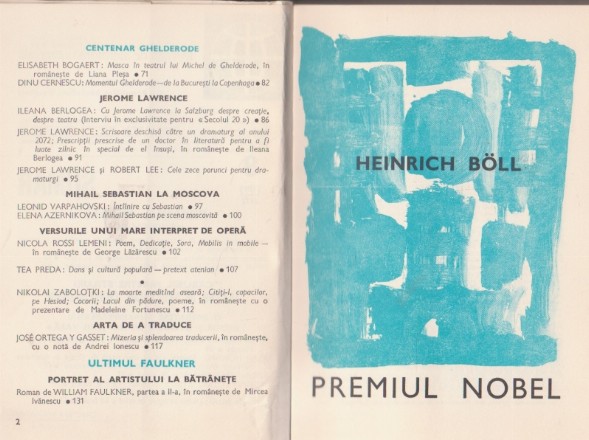 CENTENAR GHELDERODE
ELISABETH BOGAERT: Masca în teatrul lui Michel de Ghelderode, în
românește de Liana Pleșa ● 71
DINU CERNESCU: Momentul Ghelderode—de la București la Copenhaga ● 82
JEROME LAWRENCE
ILEANA BERLOGEA: Cu Jerome Lawrence la Salzburg despre creație,
despre teatru (Interviu în exclusivitate pentru «Secolul 20») ● 86
JEROME LAWRENCE: Scrisoare deschisă către un dramaturg al anului
2072; Prescripții prescrise de un doctor în literatură pentru a fi
luate zilnic în special de el însuși, în românește de Ileana
Berlogea ● 91
JEROME LAWRENCE și ROBERT LEE: Cele zece porunci pentru dra-
maturgi ● 95
MIHAIL SEBASTIAN LA MOSCOVA
LEONID VARPAHOVSKI: Întîlnire cu Sebastian ● 97
ELENA AZERNIKOVA: Mihail Sebastian pe scena moscovită ● 100
VERSURILE UNUI MARE INTERPRET DE OPERĂ
NICOLA ROSSI LEMENI: Poem, Dedicație, Sara, Mobilis in mobile —
în românește de George Lăzărescu ● 102
TEA PREDA: Dans și cultură populară — pretext atenian ● 107
●
NIKOLAI ZABOLOȚKI: La moarte meditînd aseară; Citiți-l, copacilor,
pe Hesiod; Cocorii; Lacul din pădure, poeme, în românește cu o
prezentare de Madeleine Fortunescu ● 112
ARTA DE A TRADUCE
JOSÉ ORTEGA Y GASSET: Mizeria și splendoarea traducerii, în românește,
cu o notă de Andrei Ionescu ● 117
ULTIMUL FAULKNER
PORTRET AL ARTISTULUI LA BĂTRÂNEȚE
Roman de WILLIAM FAULKNER, partea a II-a, în românește de Mircea
Ivănescu ● 131
2
HEINRICH BÖLL
PREMIUL NOBEL